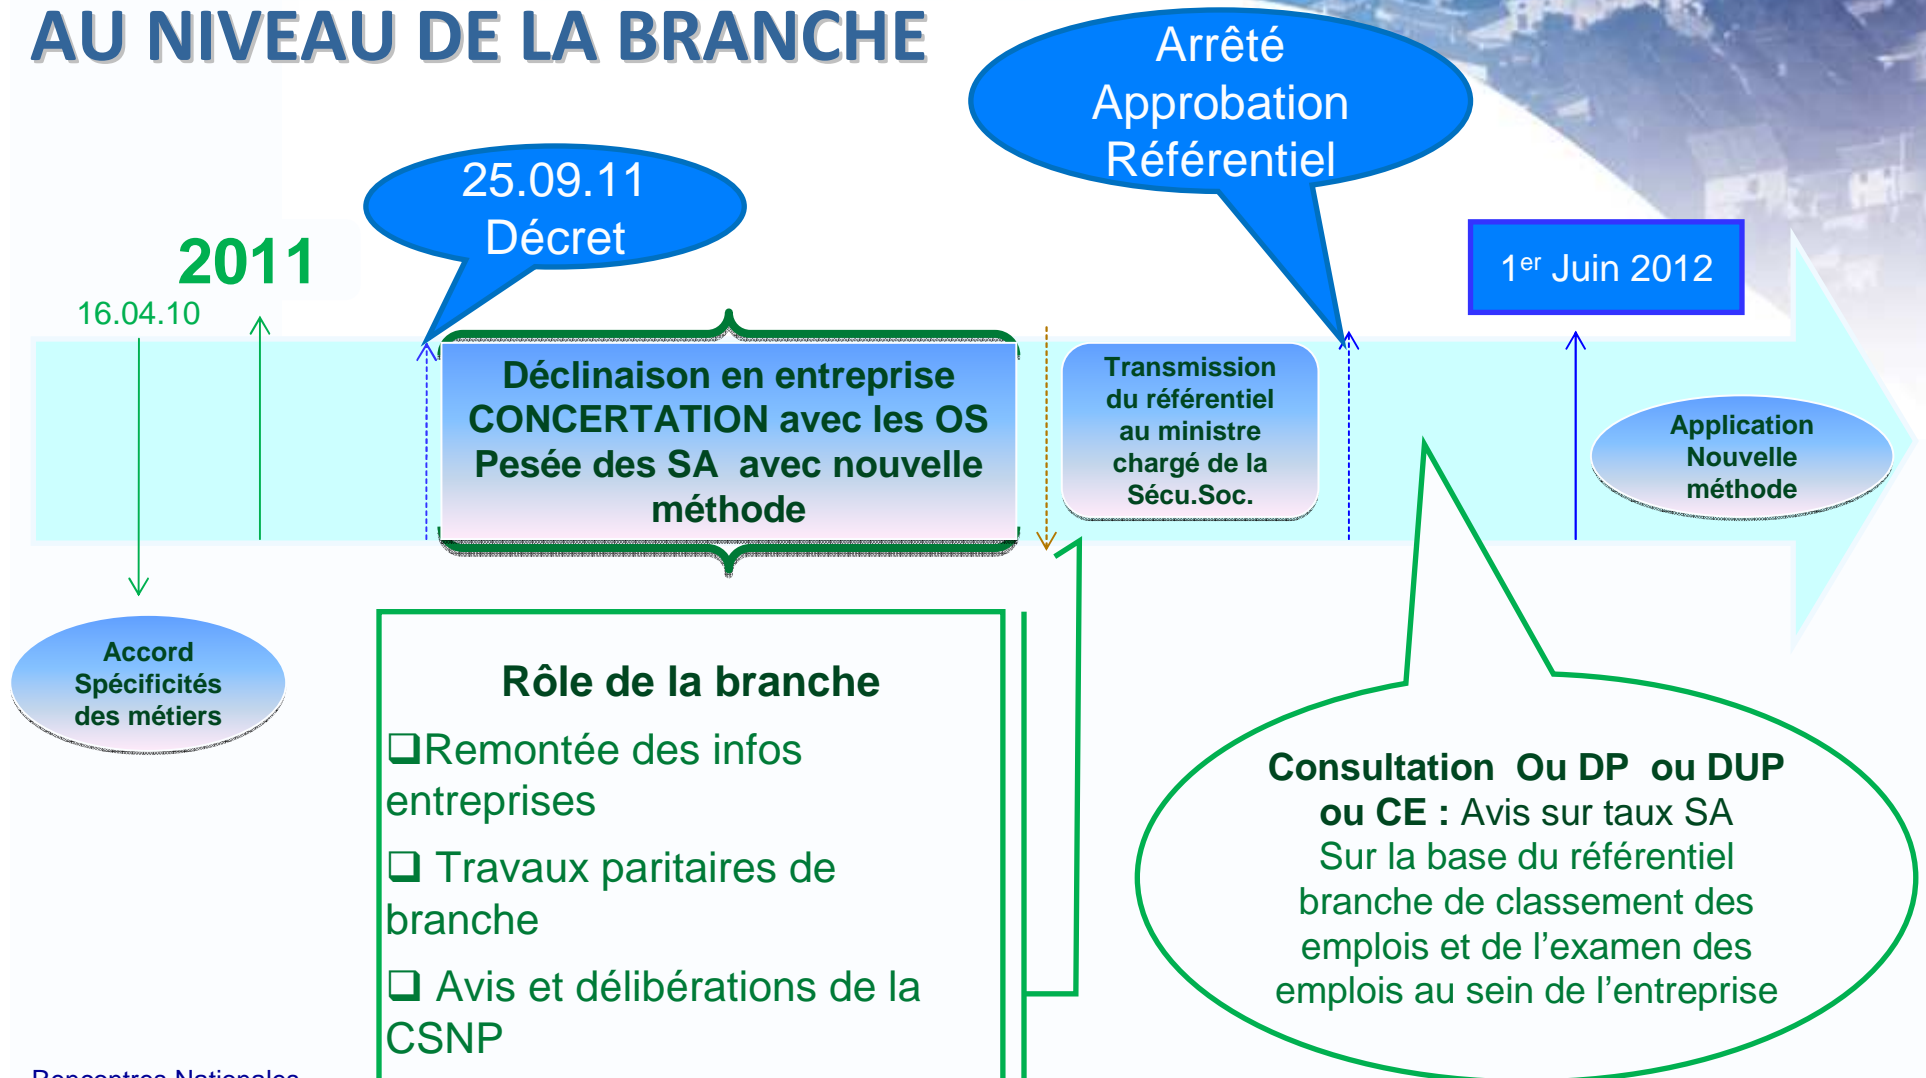 AU NIVEAU DE LA BRANCHE
Arrêté
Approbation
Référentiel
25.09.11
Décret
2011
16.04.10
1er Juin 2012
Déclinaison en entreprise
CONCERTATION avec les OS
Pesée des SA avec nouvelle
méthode
Transmission
du référentiel
au ministre
chargé de la
Sécu.Soc.
Application
Nouvelle
méthode
Accord
Spécificités
des métiers
Rôle de la branche
❑Remontée des infos
entreprises
❑ Travaux paritaires de
branche
❑ Avis et délibérations de la
CSNP
Consultation Ou DP ou DUP
ou CE : Avis sur taux SA
Sur la base du référentiel
branche de classement des
emplois et de l’examen des
emplois au sein de l’entreprise
Rencontres Nationales